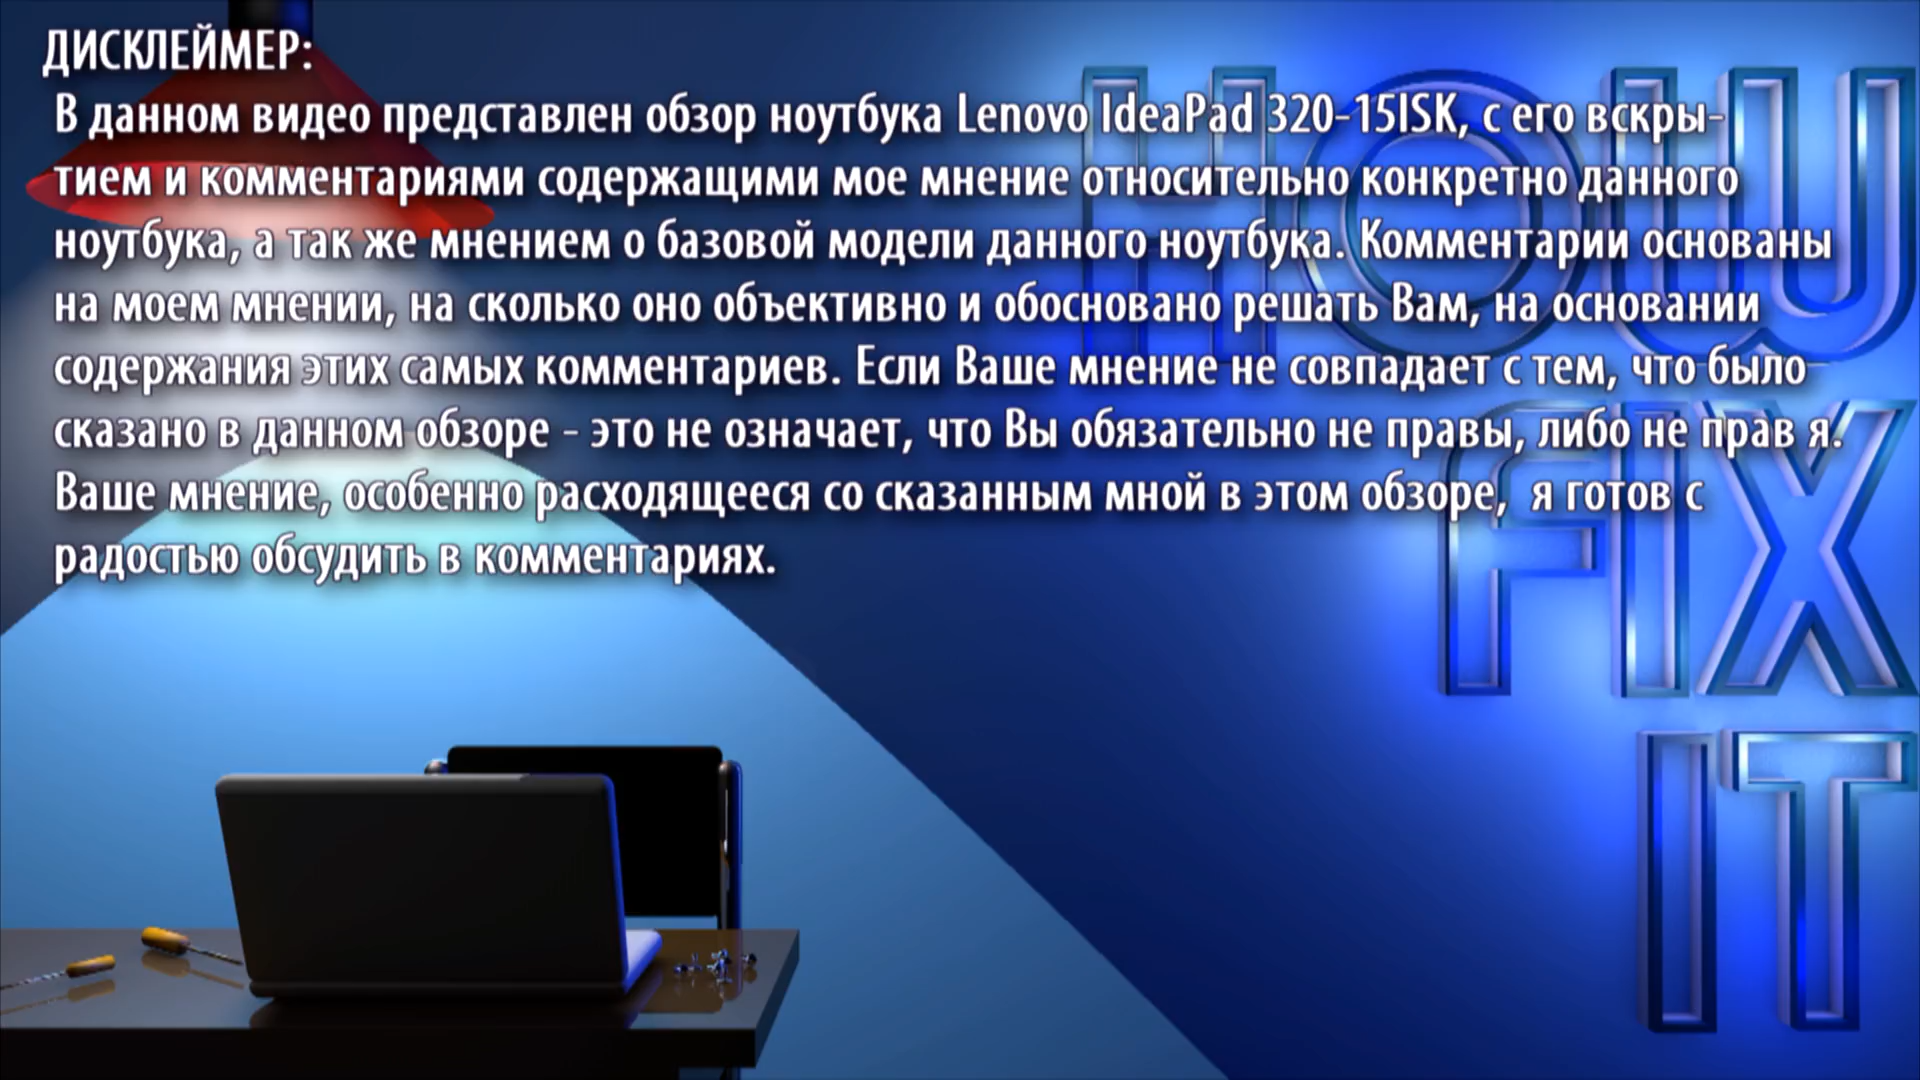 ДИСКЛЕЙМЕР:
В данном видео представлен обзор ноутбука Lenovo IdeaPad 320-15ISK, с его вскры-
тием и комментариями содержащими мое мнение относительно конкретно данного
ноутбука, а так же мнением о базовой модели данного ноутбука. Комментарии основаны
на моем мнении, на сколько оно объективно и обосновано решать Вам, на основании
содержания этих самых комментариев. Если Ваше мнение не совпадает с тем, что было
сказано в данном обзоре - это не означает, что Вы обязательно не правы, либо не прав я.
Ваше мнение, особенно расходящееся со сказанным мной в этом обзоре, я готов с
радостью обсудить в комментариях.
HOW
FIX
IT